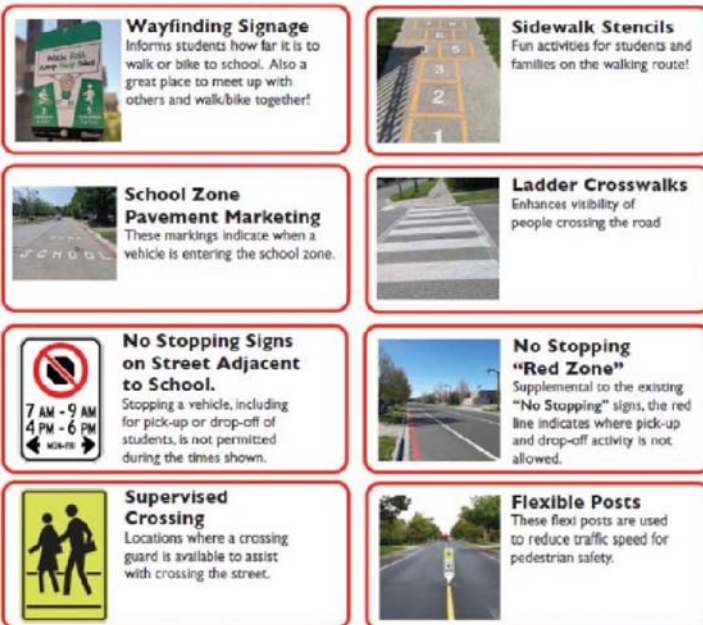 Wayfinding Signage
Informs students how far it is to
walk or bike to school. Also a
great place to meet up with
others and walk/bike together!
Sidewalk Stencils
Fun activities for students and
families on the walking route!
1
2
3
School Zone
Pavement Marketing
These markings indicate when a
vehicle is entering the school zone.
SCHOOL
Ladder Crosswalks
Enhances visibility of
people crossing the road
No Stopping Signs
on Street Adjacent
to School.
Stopping a vehicle, including
for pick-up or drop-off of
students, is not permitted
during the times shown.
7 AM - 9 AM
4 PM - 6 PM
MON-FRI
No Stopping
“Red Zone”
Supplemental to the existing
“No Stopping” signs, the red
line indicates where pick-up
and drop-off activity is not
allowed.
Supervised
Crossing
Locations where a crossing
guard is available to assist
with crossing the street.
Flexible Posts
These flexi posts are used
to reduce traffic speed for
pedestrian safety.